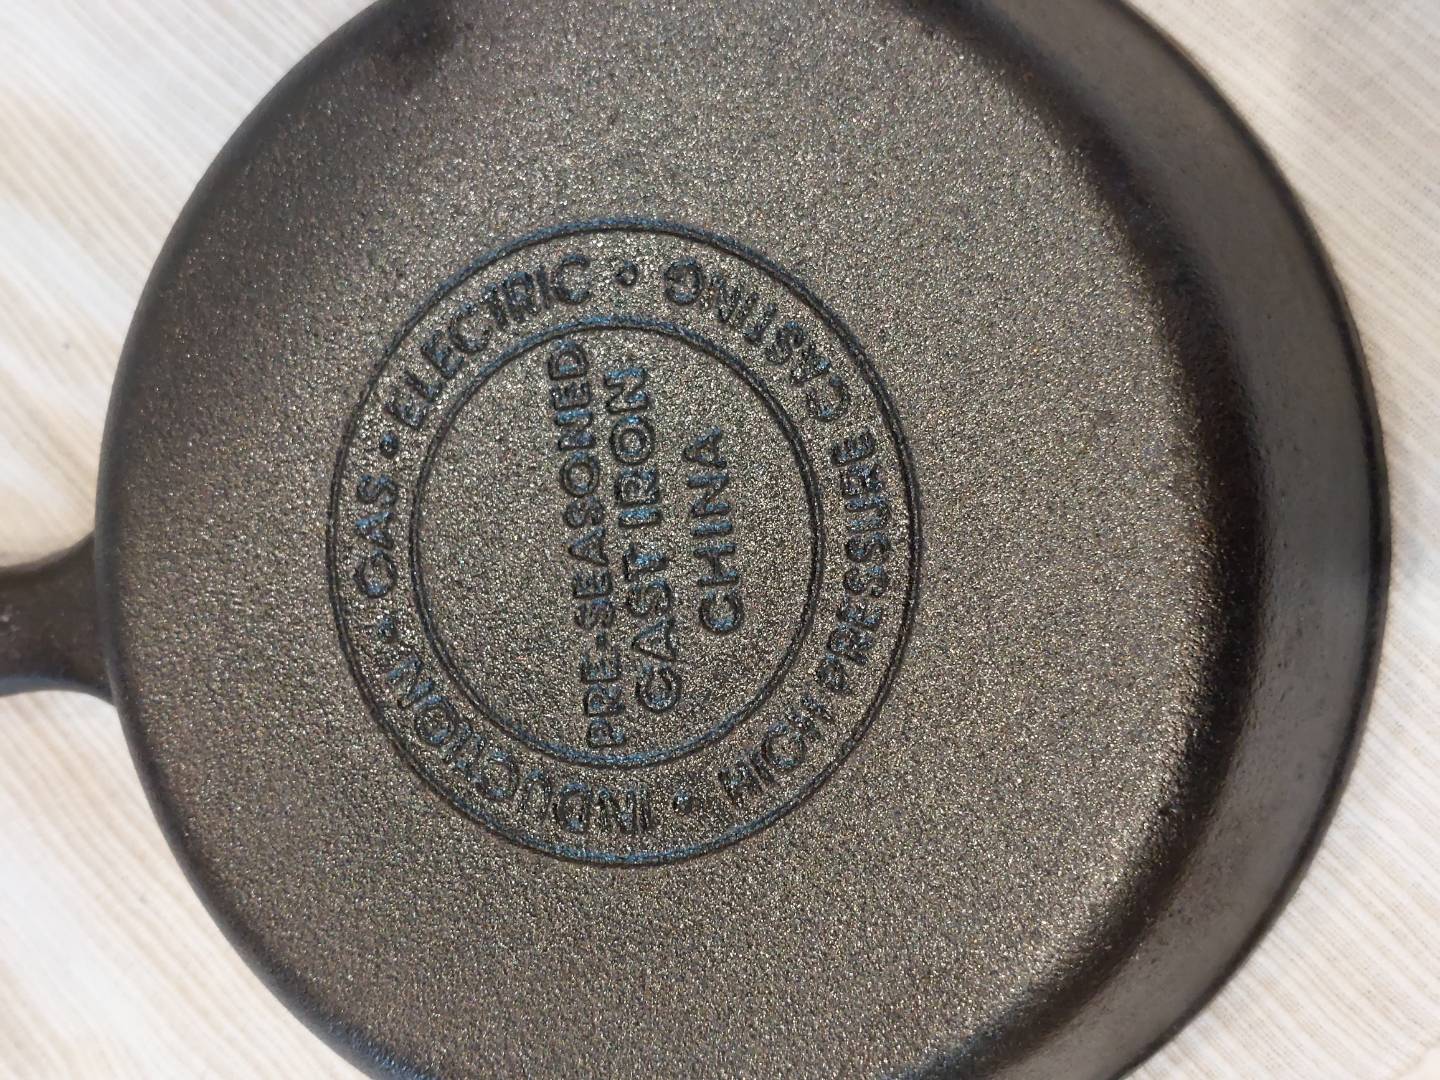 INDUCTION • GAS • ELECTRIC •
HIGH PRESSURE CASTING •
PRE-SEASONED
CAST IRON
CHINA